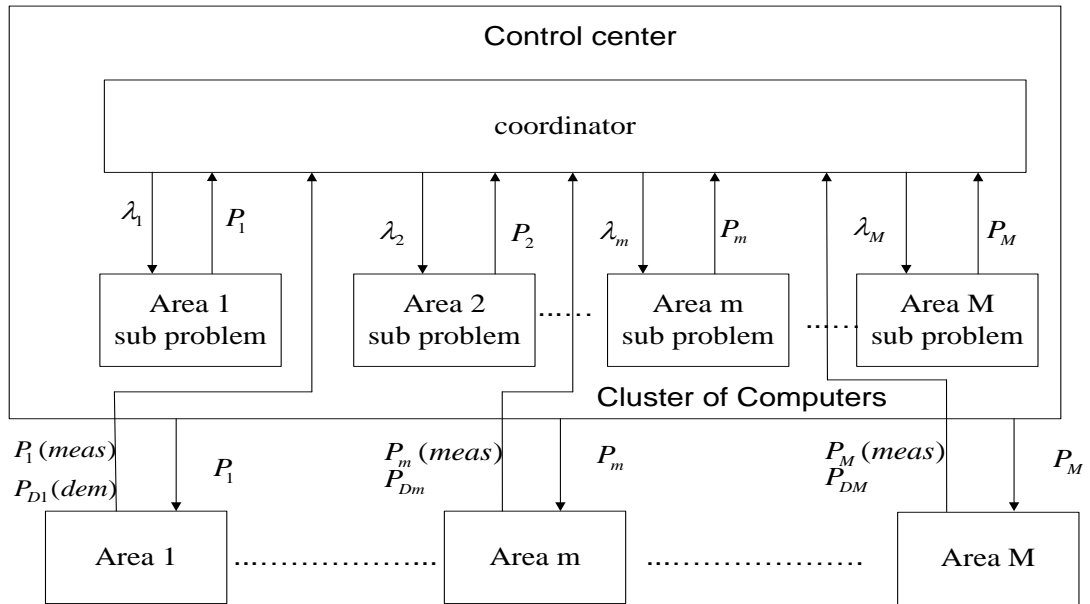 Control center
coordinator
λ1 P1 λ2 P2 λm Pm λM PM
Area 1 Area 2 Area m Area M
sub problem sub problem sub problem sub problem
...... ......
Cluster of Computers
P1(meas) P1 Pm(meas) Pm PM(meas) PM
PD1(dem) PDm PDM
Area 1 Area m Area M